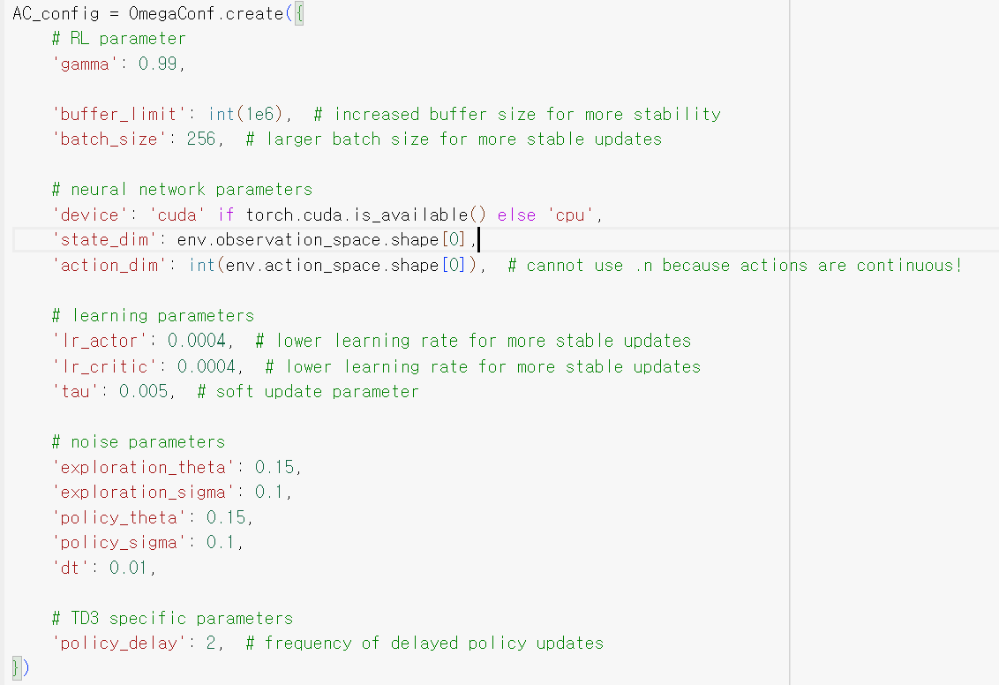 AC_config = OmegaConf.create({
    # RL parameter
    'gamma': 0.99,

    'buffer_limit': int(1e6),  # increased buffer size for more stability
    'batch_size': 256,  # larger batch size for more stable updates

    # neural network parameters
    'device': 'cuda' if torch.cuda.is_available() else 'cpu',
    'state_dim': env.observation_space.shape[0],
    'action_dim': int(env.action_space.shape[0]),  # cannot use .n because actions are continuous!

    # learning parameters
    'lr_actor': 0.0004,  # lower learning rate for more stable updates
    'lr_critic': 0.0004,  # lower learning rate for more stable updates
    'tau': 0.005,  # soft update parameter

    # noise parameters
    'exploration_theta': 0.15,
    'exploration_sigma': 0.1,
    'policy_theta': 0.15,
    'policy_sigma': 0.1,
    'dt': 0.01,

    # TD3 specific parameters
    'policy_delay': 2,  # frequency of delayed policy updates
})